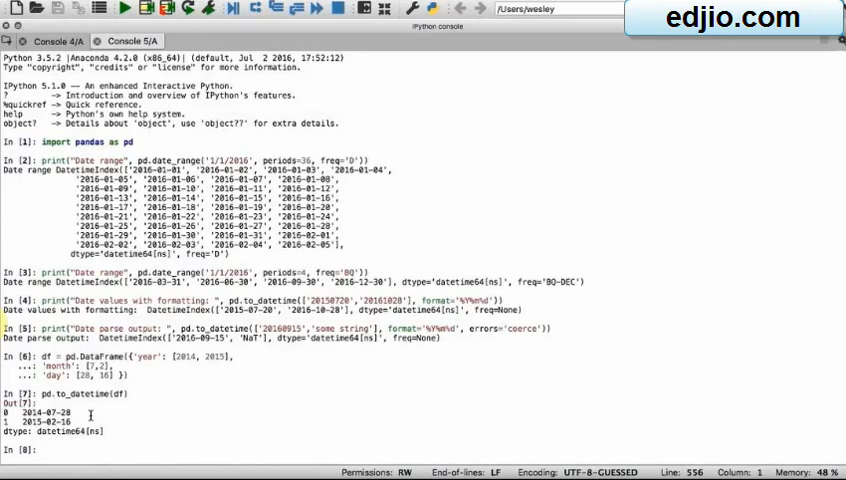 /Users/wesley
edjio.com
IPython console
Console 4/A
Console 5/A
Python 3.5.2 |Anaconda 4.2.0 (x86_64)| (default, Jul  2 2016, 17:52:12)
Type "copyright", "credits" or "license" for more information.
IPython 5.1.0 -- An enhanced Interactive Python.
?         -> Introduction and overview of IPython's features.
%quickref -> Quick reference.
help      -> Python's own help system.
object?   -> Details about 'object', use 'object??' for extra details.
In [1]: import pandas as pd
In [2]: print("Date range", pd.date_range('1/1/2016', periods=36, freq='D'))
Date range DatetimeIndex(['2016-01-01', '2016-01-02', '2016-01-03', '2016-01-04',
'2016-01-05', '2016-01-06', '2016-01-07', '2016-01-08',
'2016-01-09', '2016-01-10', '2016-01-11', '2016-01-12',
'2016-01-13', '2016-01-14', '2016-01-15', '2016-01-16',
'2016-01-17', '2016-01-18', '2016-01-19', '2016-01-20',
'2016-01-21', '2016-01-22', '2016-01-23', '2016-01-24',
'2016-01-25', '2016-01-26', '2016-01-27', '2016-01-28',
'2016-01-29', '2016-01-30', '2016-01-31', '2016-02-01',
'2016-02-02', '2016-02-03', '2016-02-04', '2016-02-05'],
dtype='datetime64[ns]', freq='D')
In [3]: print("Date range", pd.date_range('1/1/2016', periods=4, freq='BQ'))
Date range DatetimeIndex(['2016-03-31', '2016-06-30', '2016-09-30', '2016-12-30'], dtype='datetime64[ns]', freq='BQ-DEC')
In [4]: print("Date values with formatting: ", pd.to_datetime(['20150720','20161028'], format='%Y%m%d'))
Date values with formatting:  DatetimeIndex(['2015-07-20', '2016-10-28'], dtype='datetime64[ns]', freq=None)
In [5]: print("Date parse output: ", pd.to_datetime(['20160915','some string'], format='%Y%m%d', errors='coerce'))
Date parse output:  DatetimeIndex(['2016-09-15', 'NaT'], dtype='datetime64[ns]', freq=None)
In [6]: df = pd.DataFrame({'year': [2014, 2015],
...: 'month': [7,2],
...: 'day': [28, 16] })
In [7]: pd.to_datetime(df)
Out[7]:
0   2014-07-28
1   2015-02-16
dtype: datetime64[ns]
In [8]:
Permissions: RW   End-of-lines: LF   Encoding: UTF-8-GUESSED   Line: 556   Column: 1   Memory: 48 %